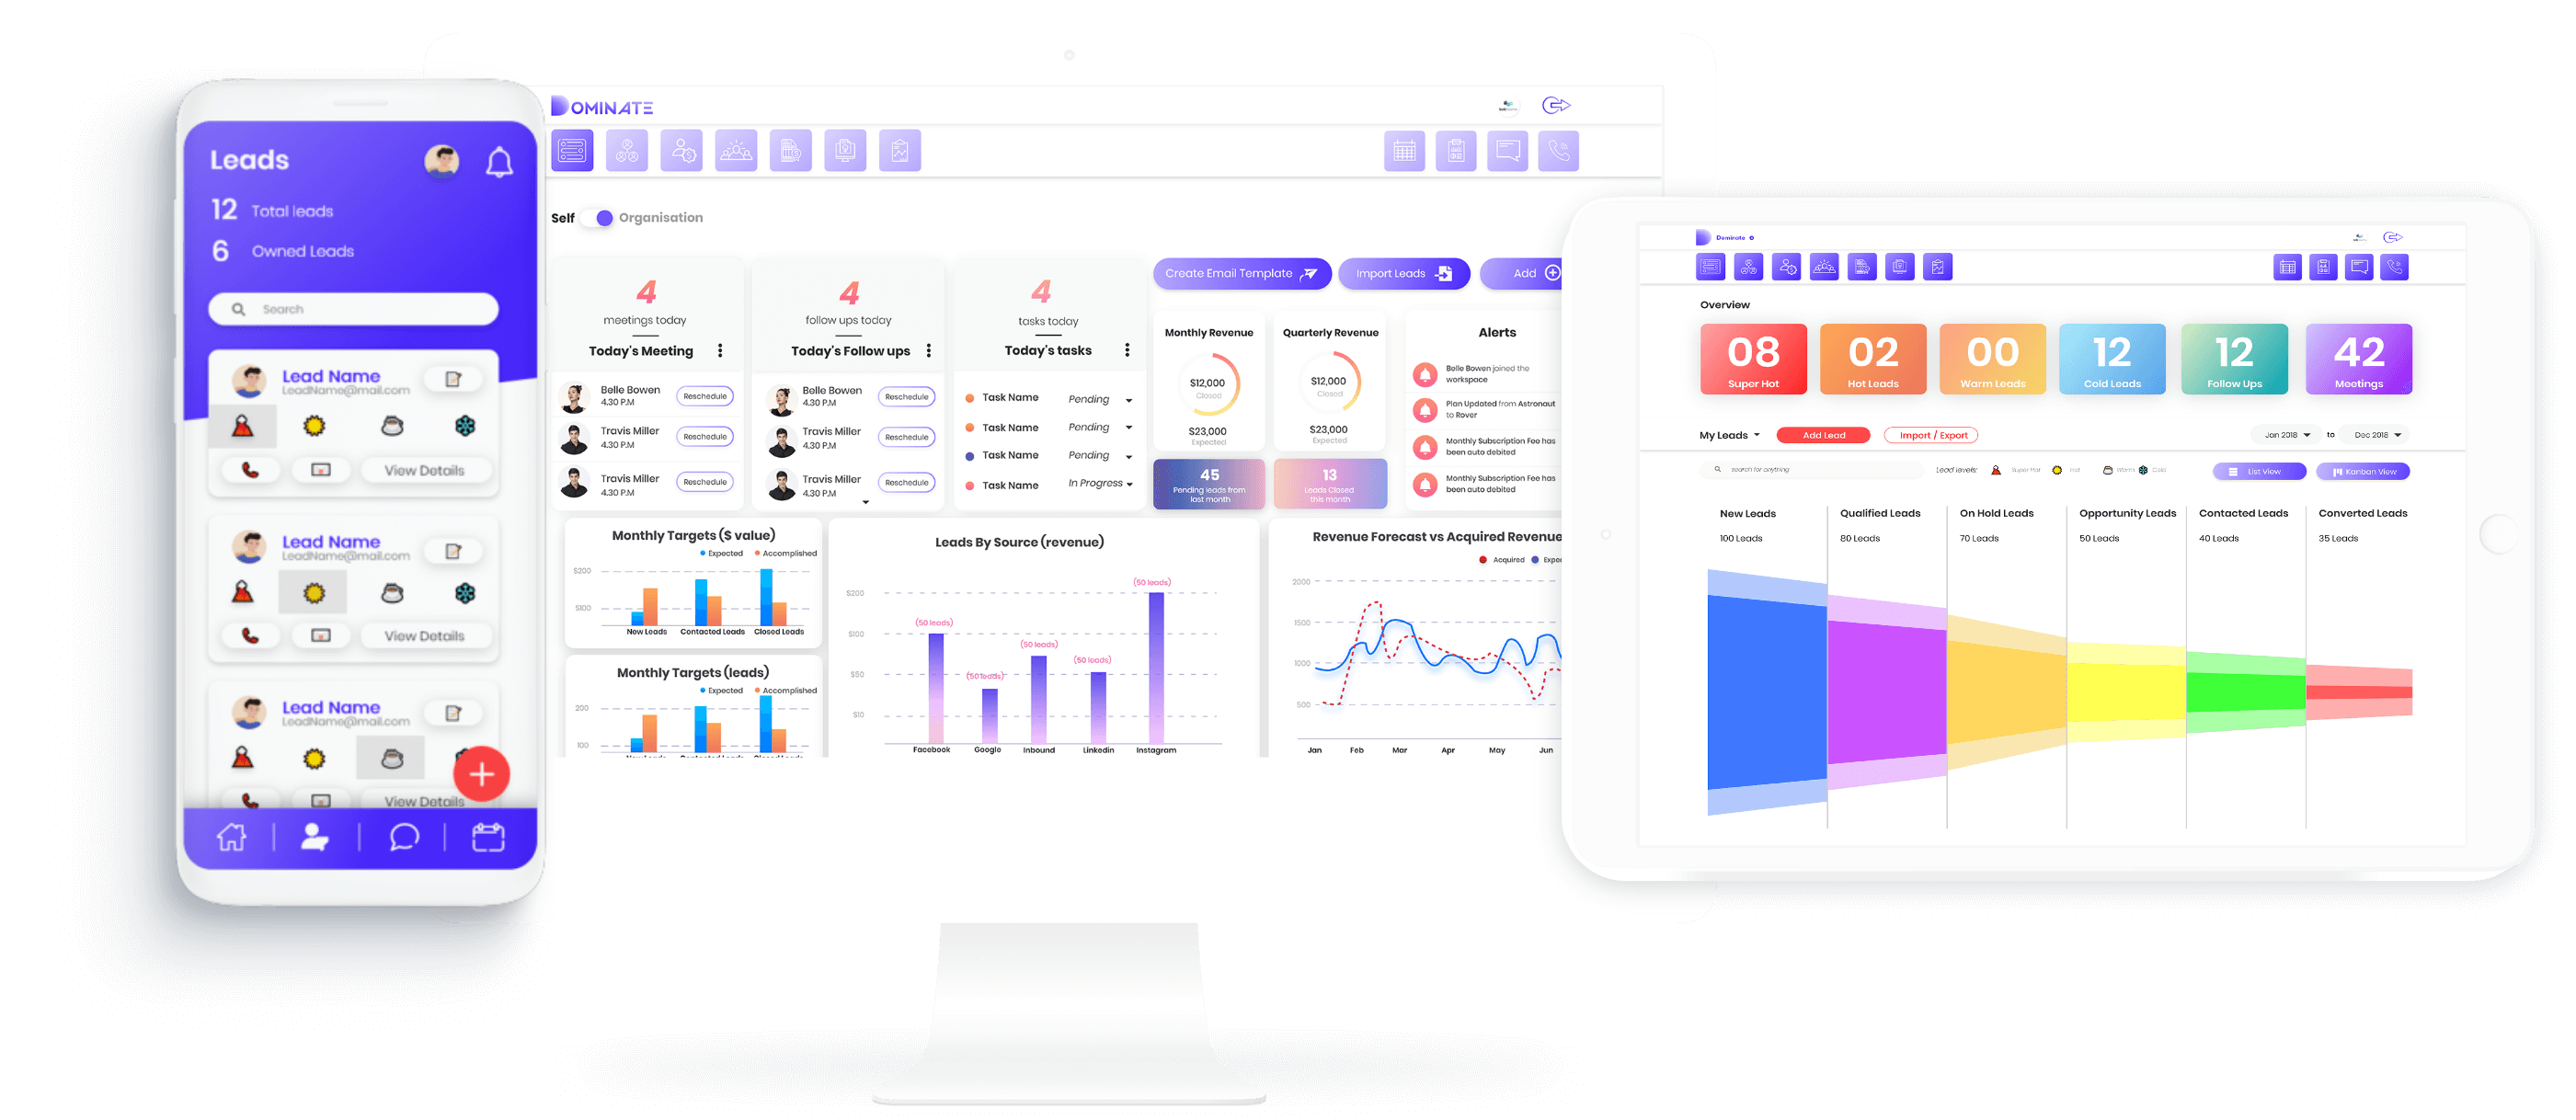 Leads
12 Total leads
6 Owned Leads
Search
Lead Name
LeadName@mail.com
View Details
Lead Name
LeadName@mail.com
View Details
Lead Name
LeadName@mail.com
View Details
DOMINATE
Self Organisation
4
meetings today
Today's Meeting
Belle Bowen
4.30 P.M
Reschedule
Travis Miller
4.30 P.M
Reschedule
Travis Miller
4.30 P.M
Reschedule
4
follow ups today
Today's Follow ups
Belle Bowen
4.30 P.M
Reschedule
Travis Miller
4.30 P.M
Reschedule
Travis Miller
4.30 P.M
Reschedule
4
tasks today
Today's tasks
Task Name Pending
Task Name Pending
Task Name Pending
Task Name In Progress
Create Email Template
Import Leads
Add
Monthly Revenue
$12,000
Closed
$23,000
Expected
Quarterly Revenue
$12,000
Closed
$23,000
Expected
45
Pending leads from
last month
13
Leads Closed
this month
Alerts
Belle Bowen joined the
workspace
Plan Updated from Astronaut
to Rover
Monthly Subscription Fee has
been auto debited
Monthly Subscription Fee has
been auto debited
Monthly Targets ($ value)
Expected Accomplished
$200
$100
New Leads Contacted Leads Closed Leads
Monthly Targets (leads)
Expected Accomplished
200
100
New Leads Contacted Leads Closed Leads
Leads By Source (revenue)
$200
$100
$50
$10
(50 leads)
(50 leads)
(50 leads)
(50 leads)
(50 leads)
Facebook Google Inbound Linkedin Instagram
Revenue Forecast vs Acquired Revenue
Acquired Expec
2000
1500
1000
500
Jan Feb Mar Apr May Jun
Dominate
Overview
08
Super Hot
02
Hot Leads
00
Warm Leads
12
Cold Leads
12
Follow Ups
42
Meetings
My Leads
Add Lead
Import / Export
Jan 2018 to Dec 2018
search for anything
Lead levels: Super Hot Hot Warm Cold
List View
Kanban View
New Leads
100 Leads
Qualified Leads
80 Leads
On Hold Leads
70 Leads
Opportunity Leads
50 Leads
Contacted Leads
40 Leads
Converted Leads
35 Leads